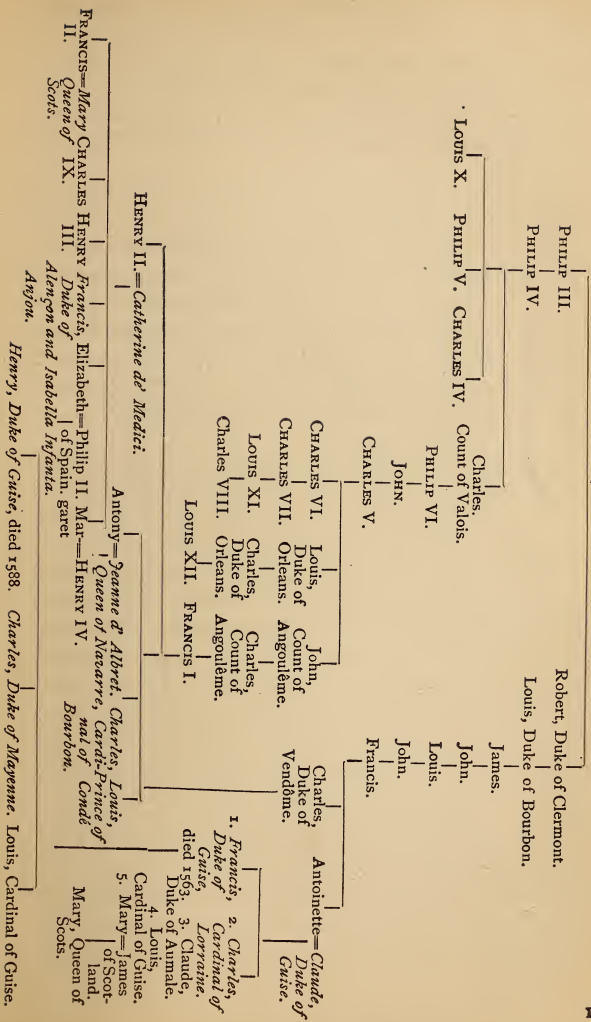 PHILIP III.
Robert, Duke of Clermont.
PHILIP IV.
Louis, Duke of Bourbon.
Charles,
Count of Valois.
James.
LOUIS X.
PHILIP V.
CHARLES IV.
PHILIP VI.
John.
JOHN.
Louis.
CHARLES V.
John.
Francis.
CHARLES VI.
Louis,
Duke of
Orleans.
John,
Count of
Angoulême.
Charles,
Duke of
Vendome.
Antoinette=Claude,
Duke of
Guise.
CHARLES VII.
Charles,
Duke of
Orleans.
Charles,
Count of
Angoulême.
LOUIS XI.
Charles VIII.
LOUIS XII.
FRANCIS I.
1. Francis,
Duke of
Guise,
died 1563.
2. Charles,
Cardinal of
Lorraine.
3. Claude,
Duke of Aumale.
4. Louis,
Cardinal of Guise.
5. Mary=James
of Scot-
land.
Mary, Queen of
Scots.
HENRY II.=Catherine de' Medici.
Antony=Jeanne d' Albret.
Queen of Navarre,
Charles,
Cardi-
nal of
Bourbon.
Louis,
Prince of
Condé
FRANCIS=Mary
II.
Queen of
Scots.
CHARLES
IX.
HENRY
III.
Francis,
Duke of
Alençon and
Anjou.
Elizabeth=Philip II.
of Spain.
Isabella Infanta.
Mar-
garet
=HENRY IV.
Henry, Duke of Guise, died 1588.
Charles, Duke of Mayenne.
Louis, Cardinal of Guise.